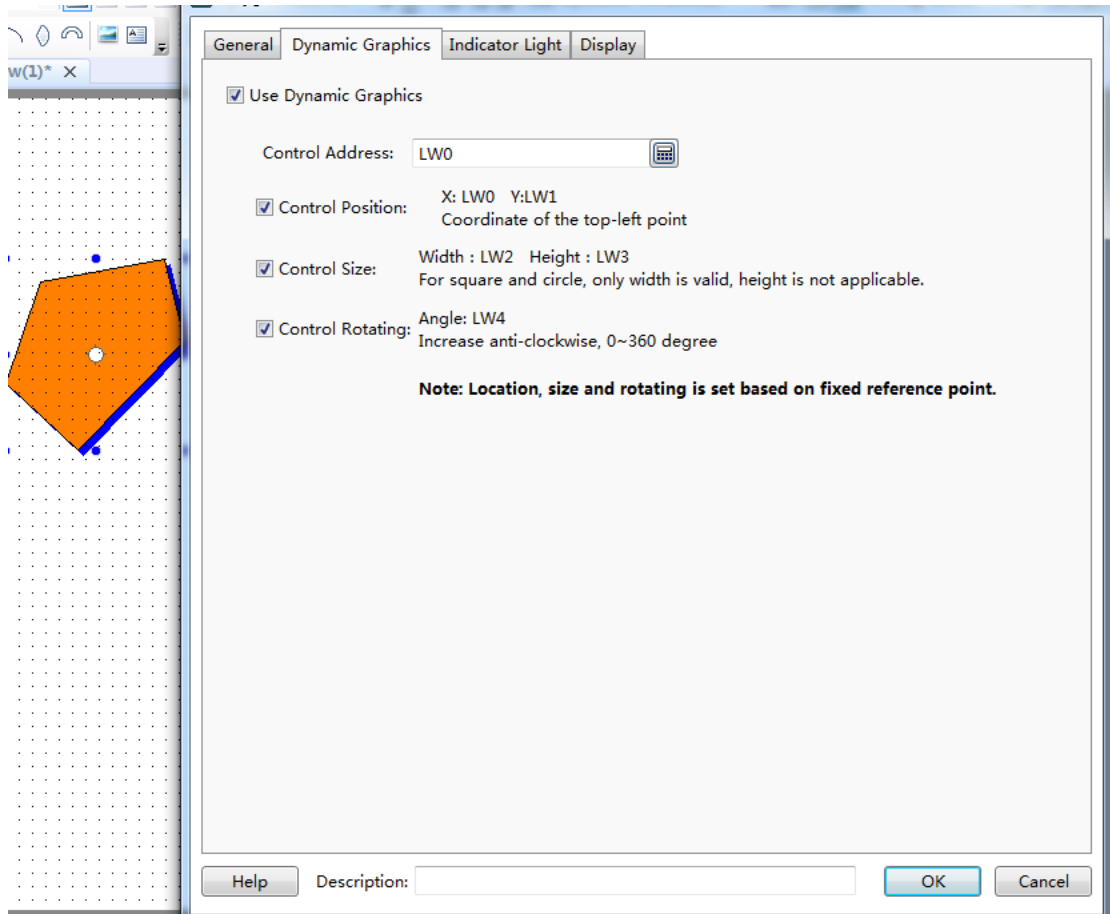 w(1)*
General Dynamic Graphics Indicator Light Display
Use Dynamic Graphics
Control Address: LW0
Control Position: X: LW0 Y:LW1
Coordinate of the top-left point
Control Size: Width : LW2 Height : LW3
For square and circle, only width is valid, height is not applicable.
Control Rotating: Angle: LW4
Increase anti-clockwise, 0~360 degree
Note: Location, size and rotating is set based on fixed reference point.
Help Description: OK Cancel